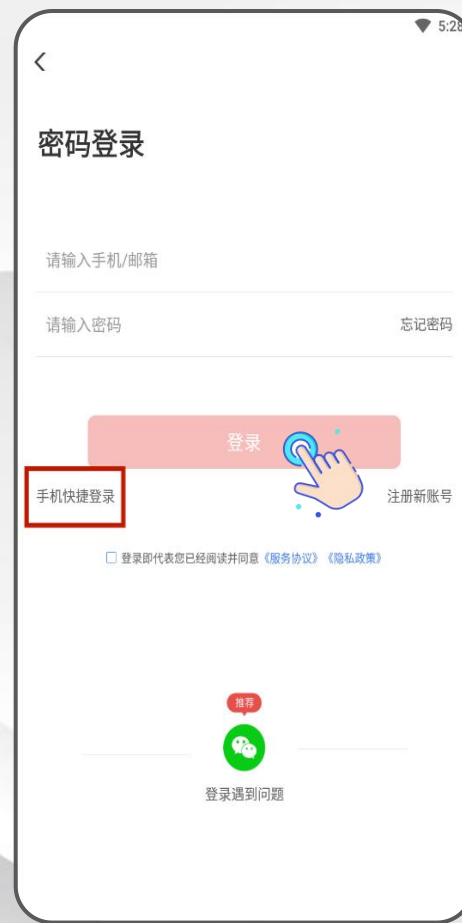 5:28
密码登录
请输入手机/邮箱
请输入密码 忘记密码
登录
手机快捷登录 注册新账号
登录即代表您已经阅读并同意《服务协议》《隐私政策》
推荐
登录遇到问题